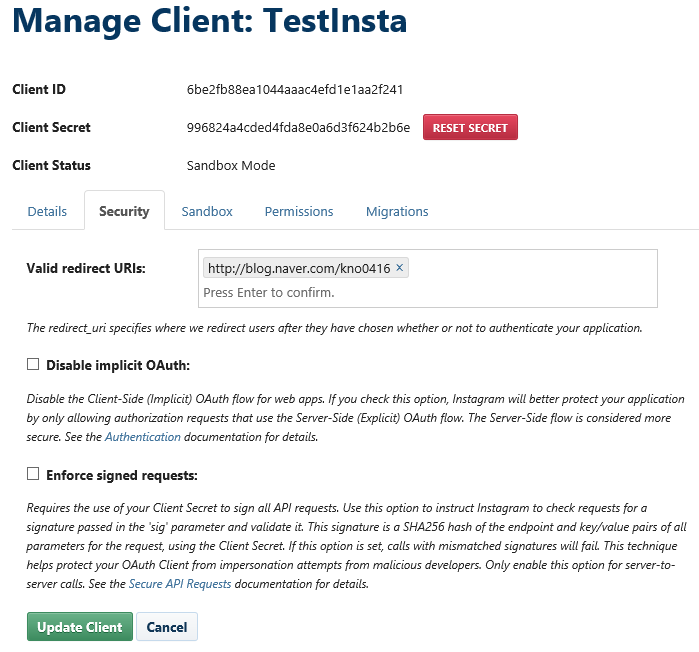 Manage Client: TestInsta
Client ID 6be2fb88ea1044aaac4efd1e1aa2f241
Client Secret 996824a4cded4fda8e0a6d3f624b2b6e RESET SECRET
Client Status Sandbox Mode
Details Security Sandbox Permissions Migrations
Valid redirect URIs: http://blog.naver.com/kno0416 ×
Press Enter to confirm.
The redirect_uri specifies where we redirect users after they have chosen whether or not to authenticate your application.
Disable implicit OAuth:
Disable the Client-Side (Implicit) OAuth flow for web apps. If you check this option, Instagram will better protect your application
by only allowing authorization requests that use the Server-Side (Explicit) OAuth flow. The Server-Side flow is considered more
secure. See the Authentication documentation for details.
Enforce signed requests:
Requires the use of your Client Secret to sign all API requests. Use this option to instruct Instagram to check requests for a
signature passed in the 'sig' parameter and validate it. This signature is a SHA256 hash of the endpoint and key/value pairs of all
parameters for the request, using the Client Secret. If this option is set, calls with mismatched signatures will fail. This technique
helps protect your OAuth Client from impersonation attempts from malicious developers. Only enable this option for server-to-
server calls. See the Secure API Requests documentation for details.
Update Client Cancel